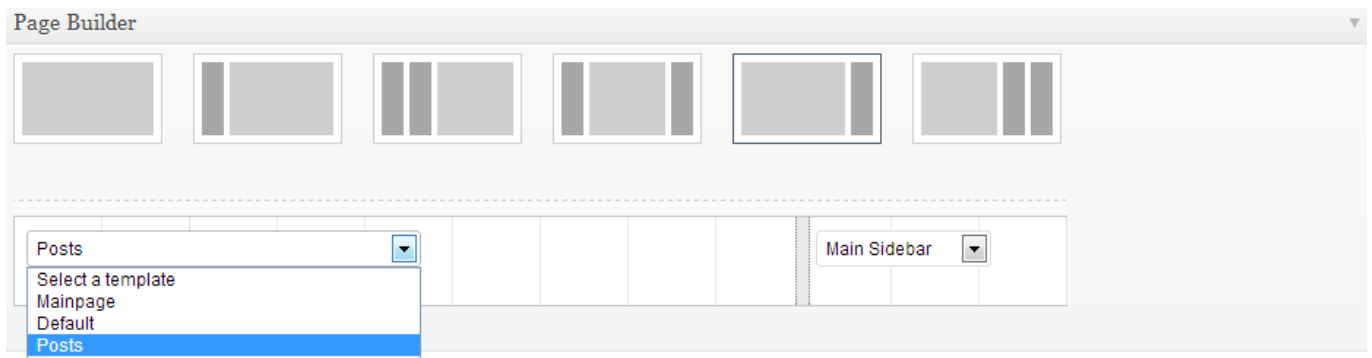 Page Builder
Posts
Main Sidebar
Select a template
Mainpage
Default
Posts